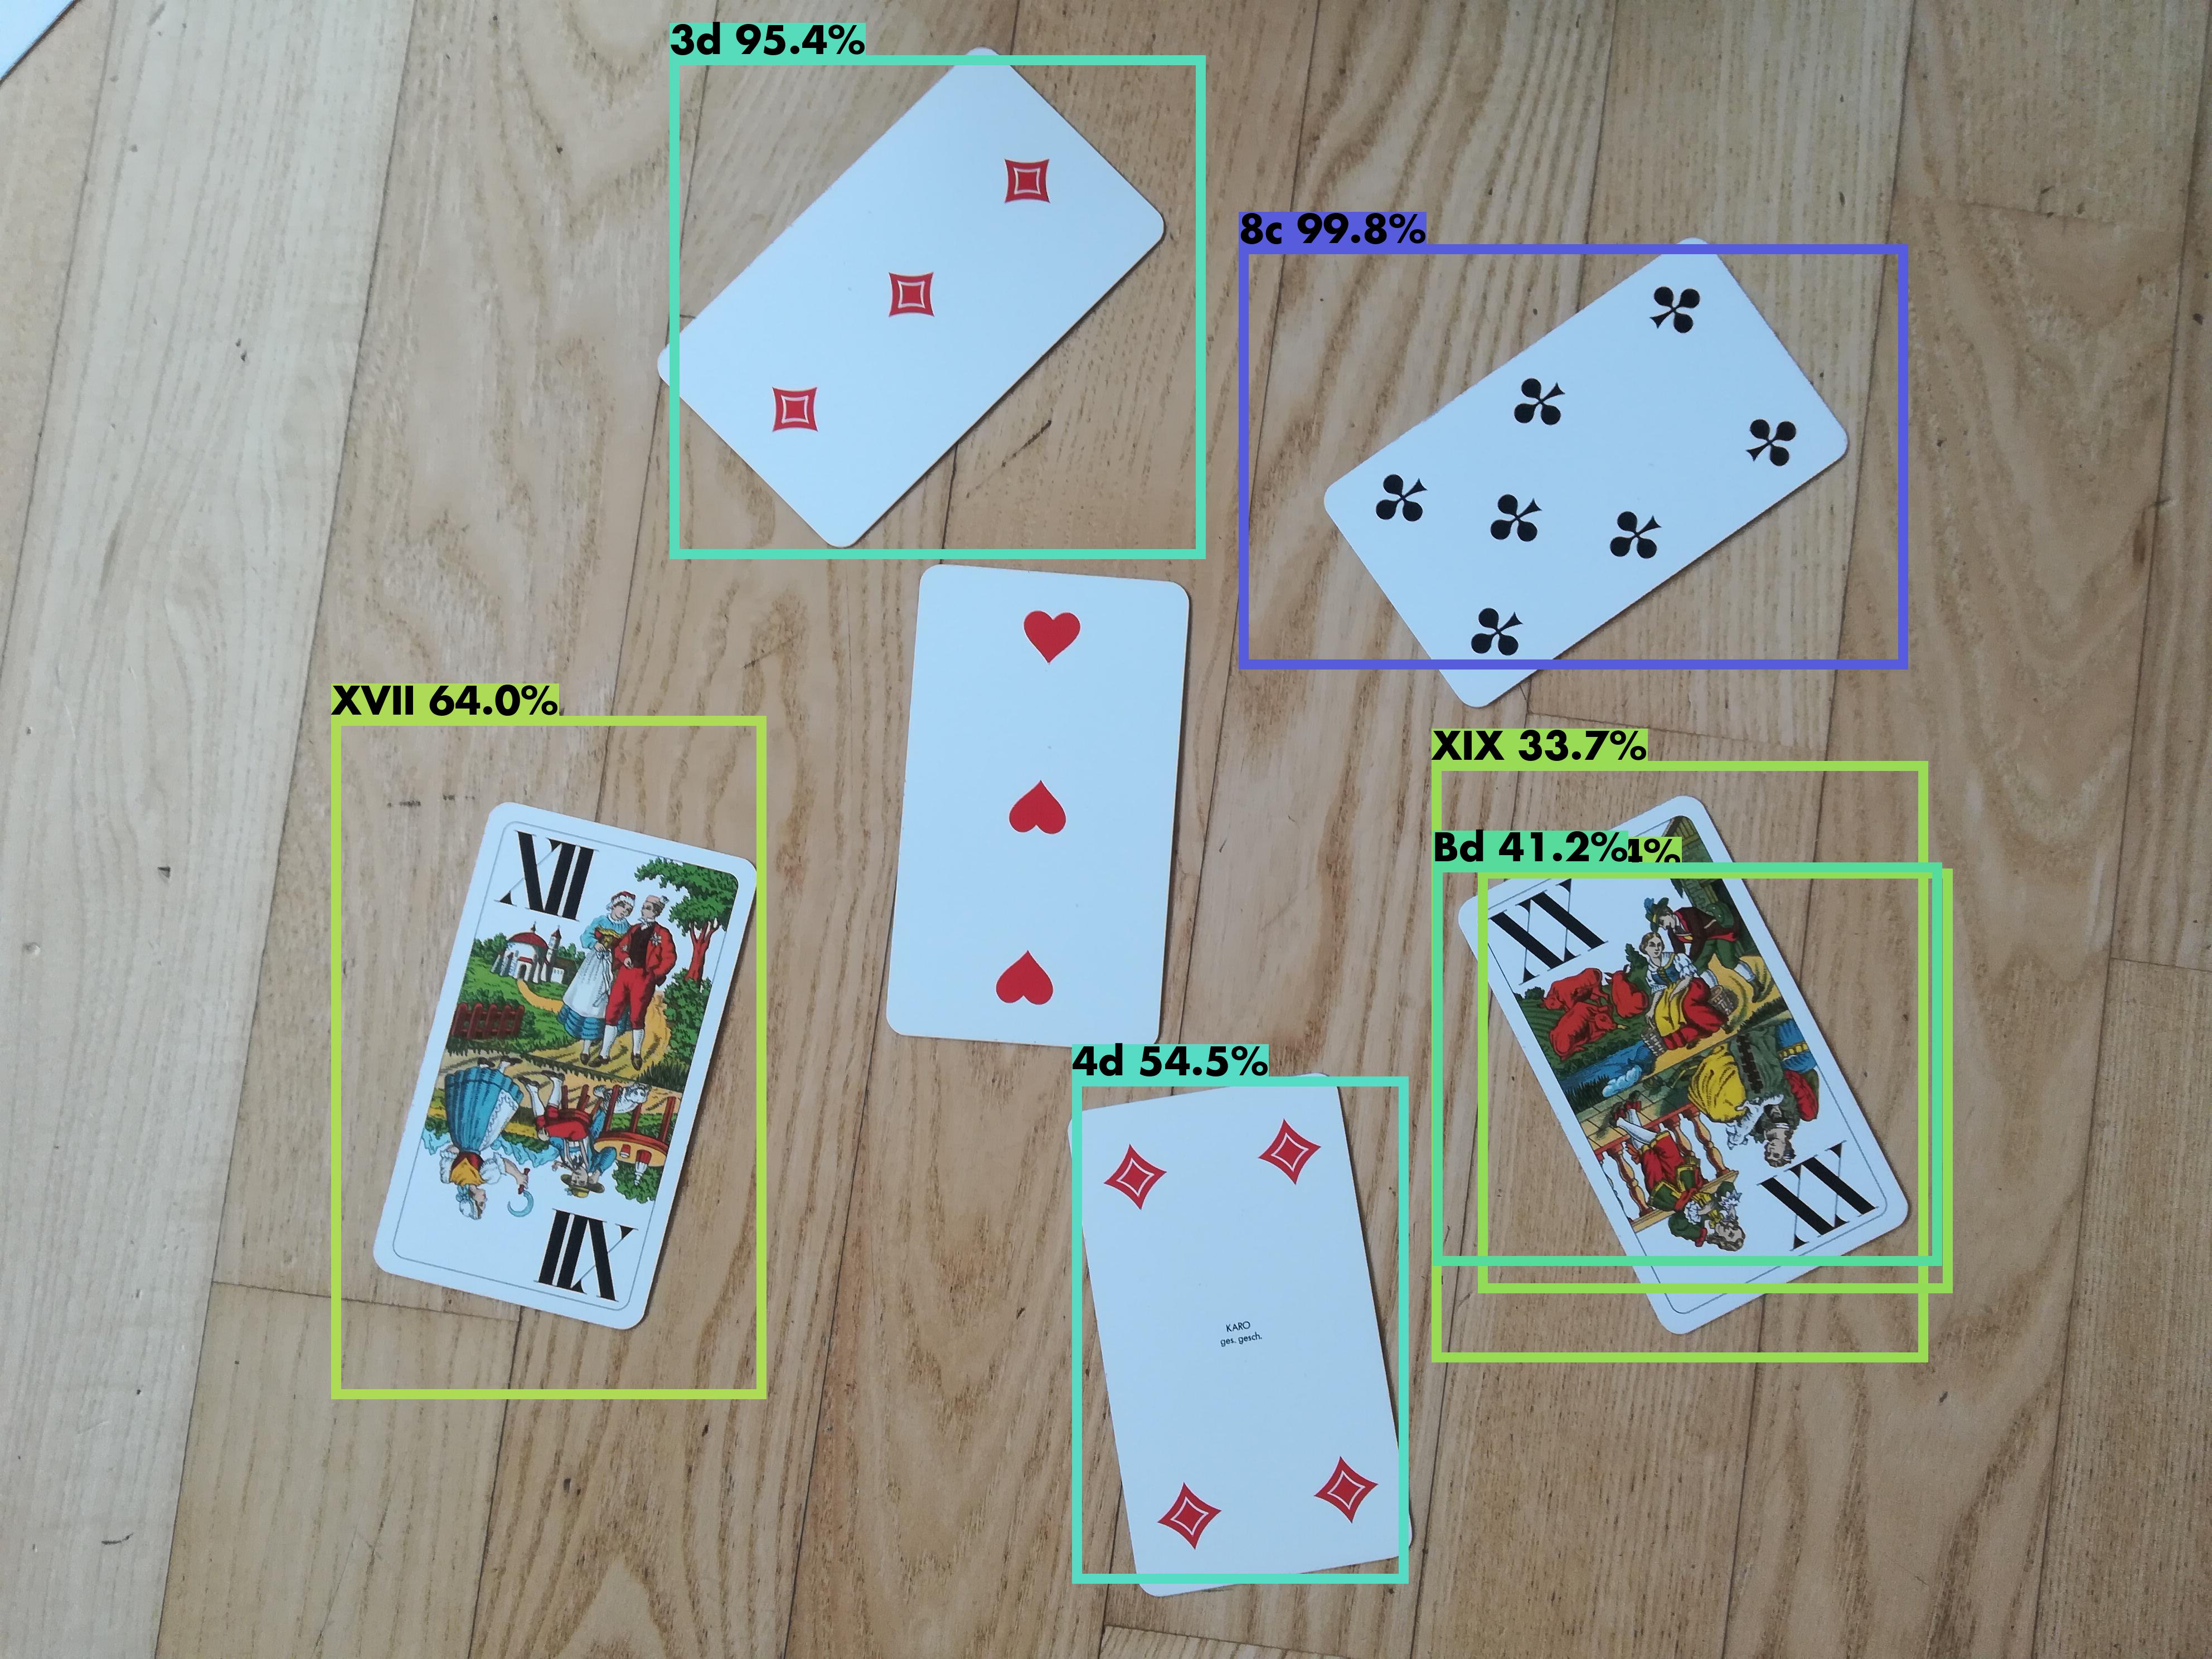 3d 95.4%
8c 99.8%
XVII 64.0%
XIX 33.7%
Bd 41.2%
XII
XX
4d 54.5%
XX
XII
KARO
ges. gesch.